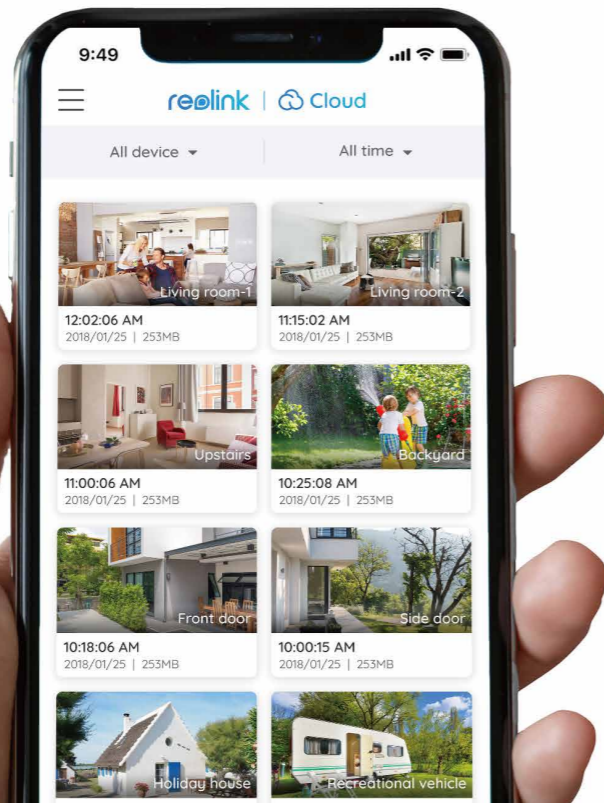 9:49
reolink | Cloud
All device
All time
Living room-1
Living room-2
12:02:06 AM
11:15:02 AM
2018/01/25 | 253MB
2018/01/25 | 253MB
Upstairs
Backyard
11:00:06 AM
10:25:08 AM
2018/01/25 | 253MB
2018/01/25 | 253MB
Front door
Side door
10:18:06 AM
10:00:15 AM
2018/01/25 | 253MB
2018/01/25 | 253MB
Holiday house
Recreational vehicle